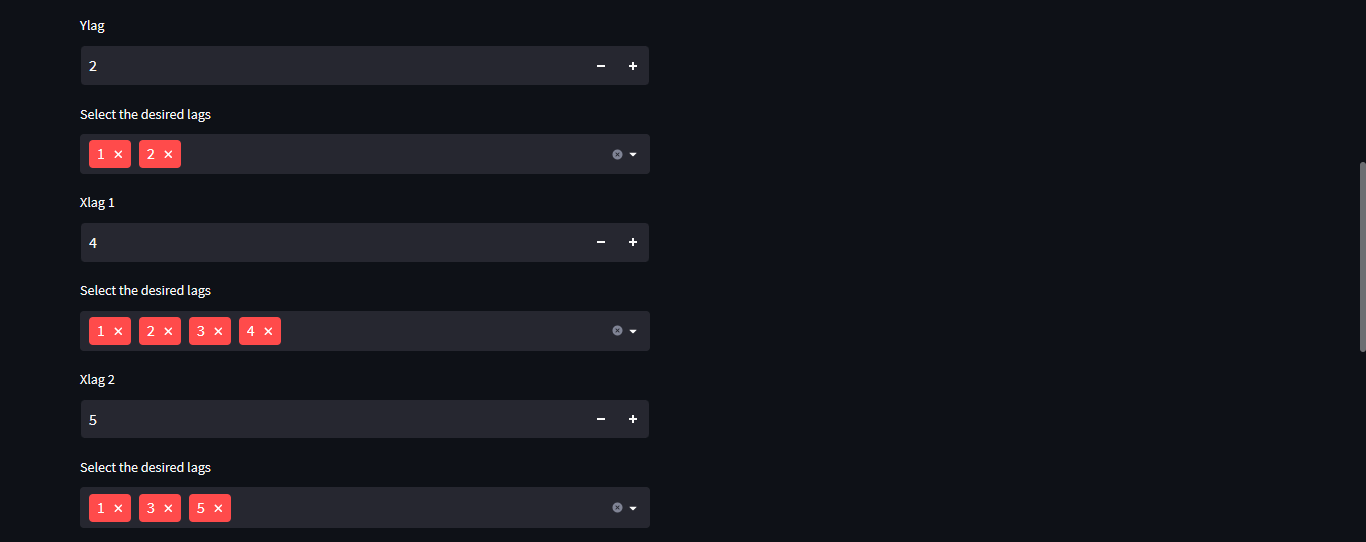 Ylag
2
Select the desired lags
1 2
Xlag 1
4
Select the desired lags
1 2 3 4
Xlag 2
5
Select the desired lags
1 3 5